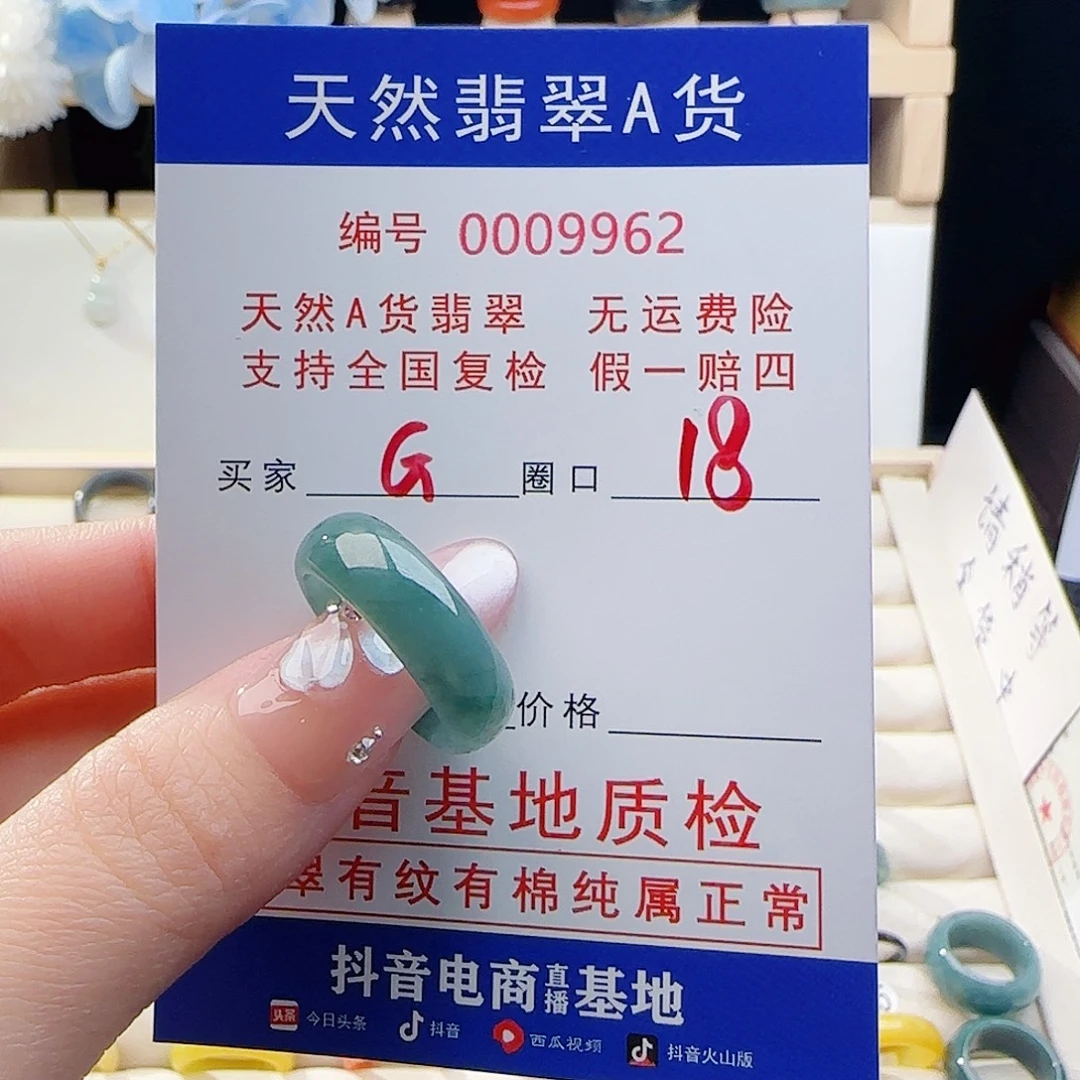 天然翡翠A货
编号 0009962
天然A货翡翠 无运费险
支持全国复检 假一赔四
买家 G 圈口 18
价格
音基地质检
翠有纹有棉纯属正常
抖音电商直播基地
头条 今日头条 抖音 西瓜视频 抖音火山版